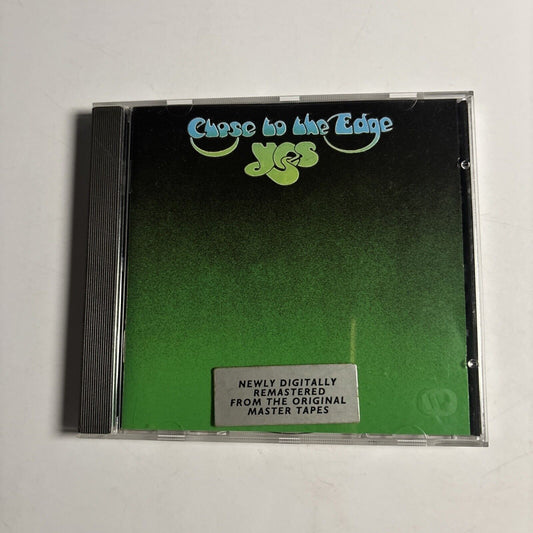 Close to the Edge
yes
NEWLY DIGITALLY
REMASTERED
FROM THE ORIGINAL
MASTER TAPES